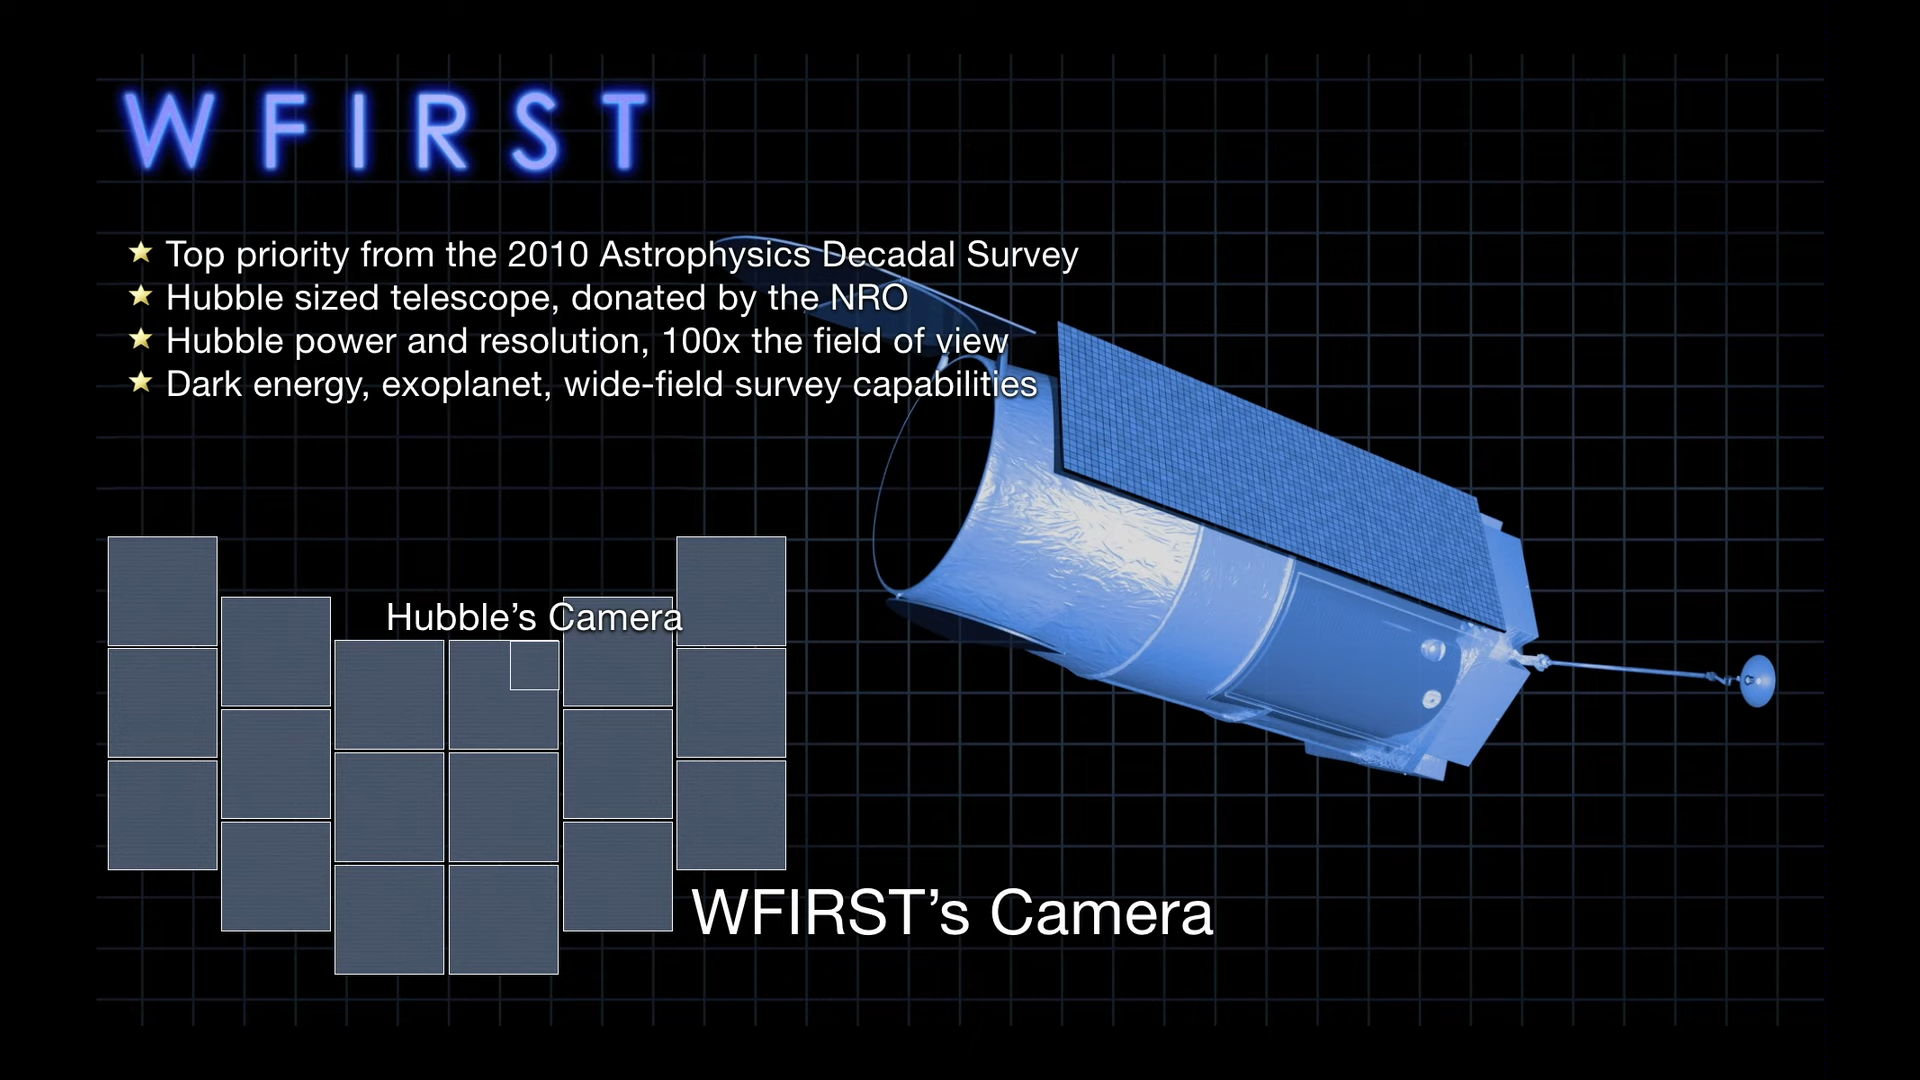 WFIRST
Top priority from the 2010 Astrophysics Decadal Survey
Hubble sized telescope, donated by the NRO
Hubble power and resolution, 100x the field of view
Dark energy, exoplanet, wide-field survey capabilities
Hubble’s Camera
WFIRST’s Camera